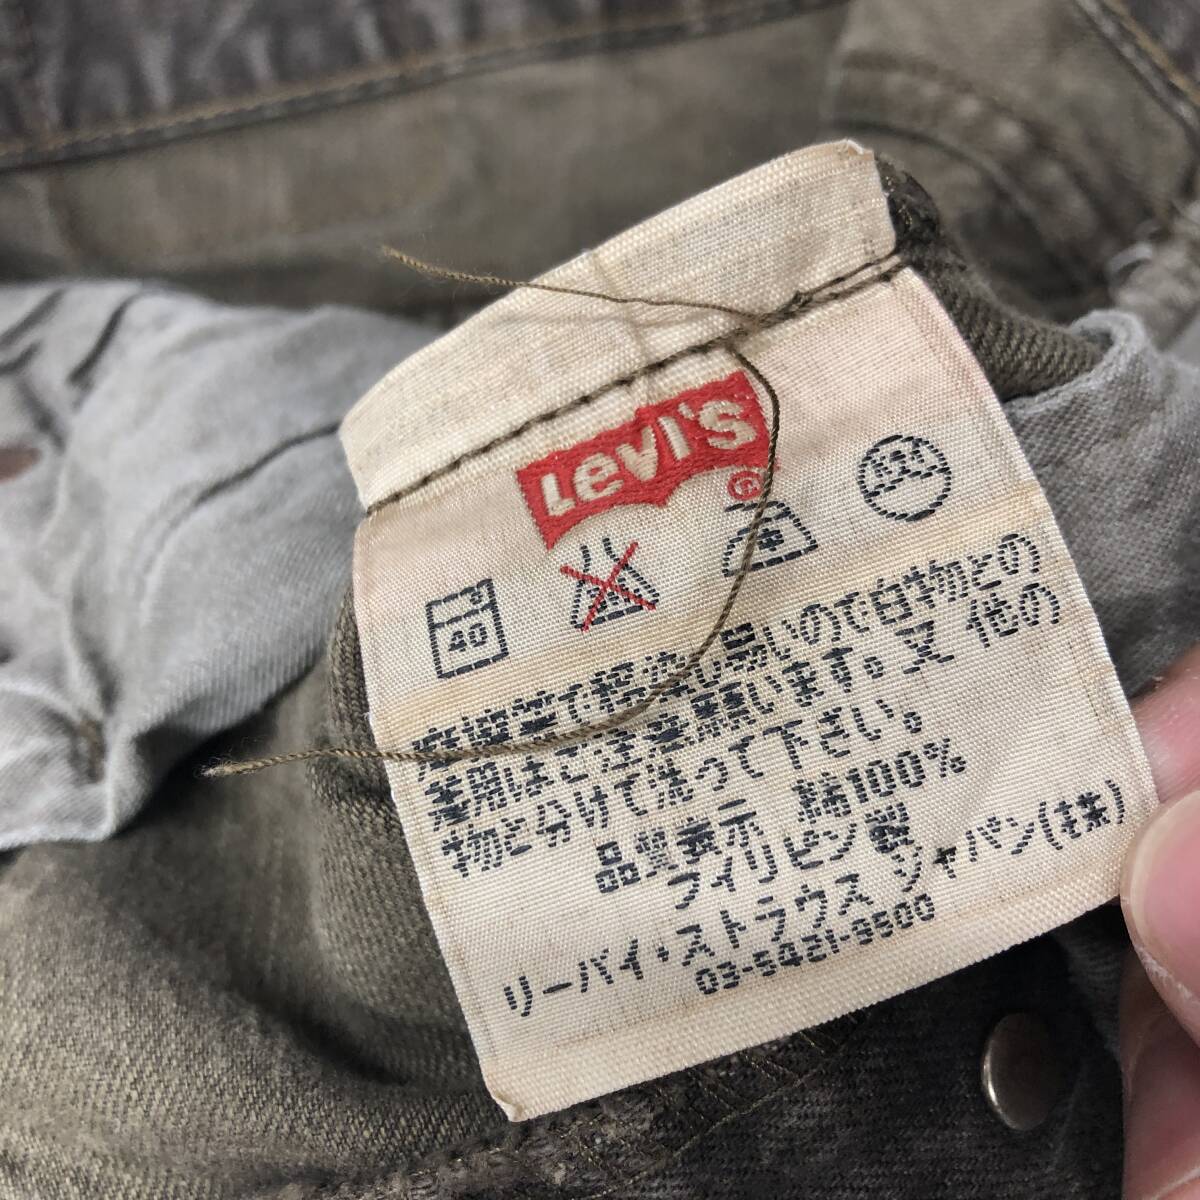 Levi's
®
40
摩擦等で移染し易いので白物との
着用はご注意願います。又 他の
物と分けて洗って下さい。
品質表示 綿100%
フィリピン製
リーバイ・ストラウス ジャパン(株)
03-5421-9500